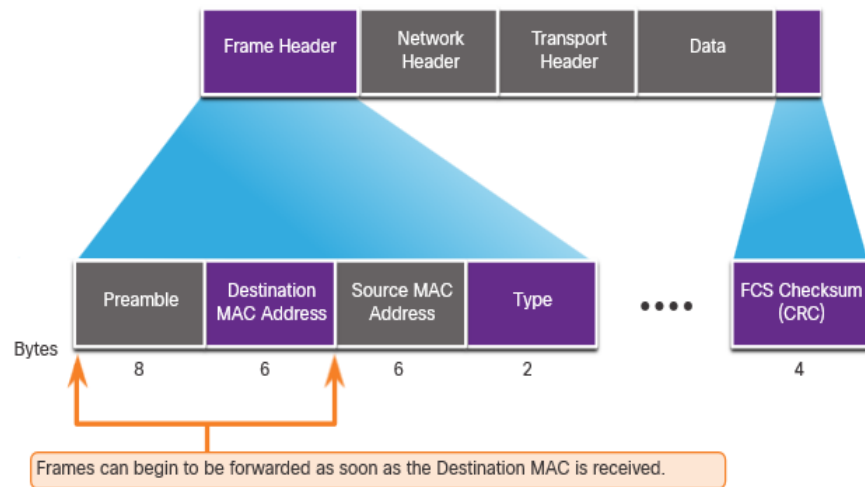 Frame Header
Network
Header
Transport
Header
Data
Preamble
Destination
MAC Address
Source MAC
Address
Type
••••
FCS Checksum
(CRC)
Bytes
8
6
6
2
4
Frames can begin to be forwarded as soon as the Destination MAC is received.